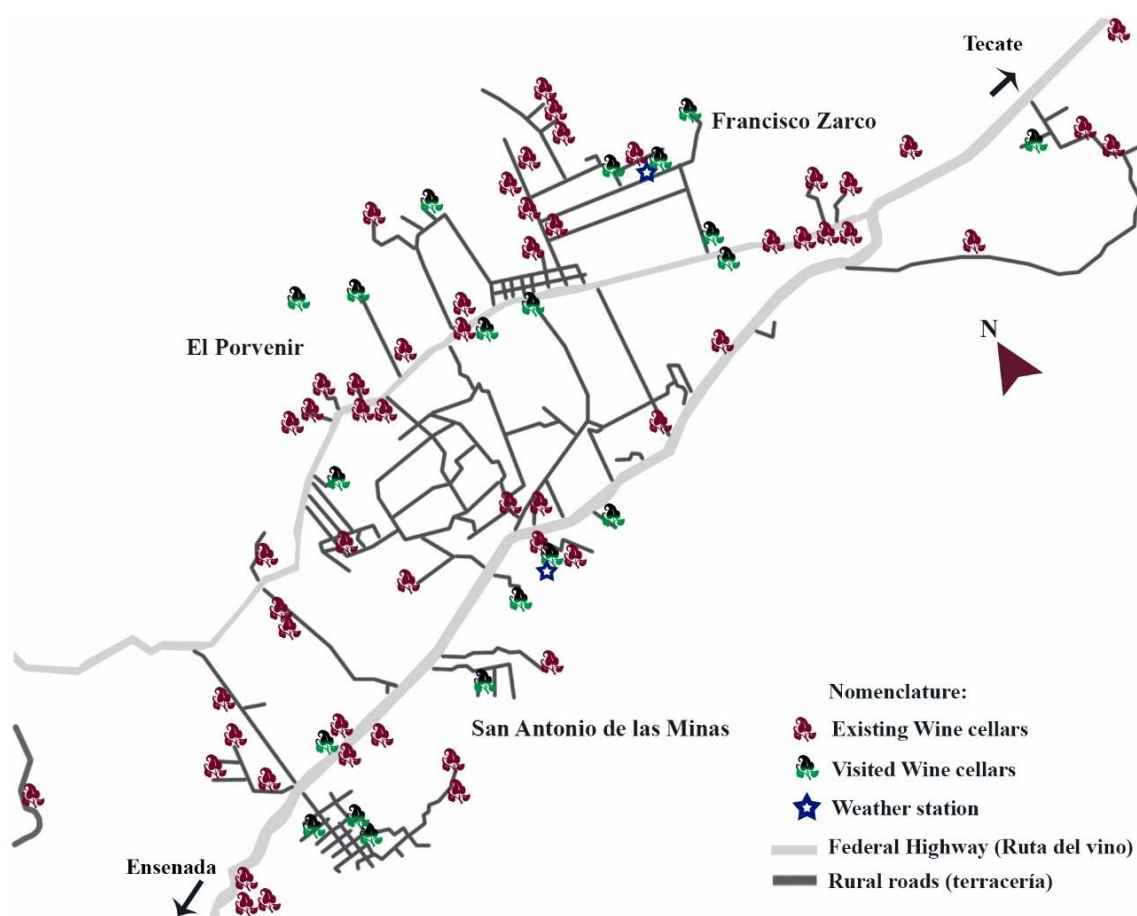 Tecate
Francisco Zarco
N
El Porvenir
San Antonio de las Minas
Ensenada
Nomenclature:
Existing Wine cellars
Visited Wine cellars
Weather station
Federal Highway (Ruta del vino)
Rural roads (terracería)